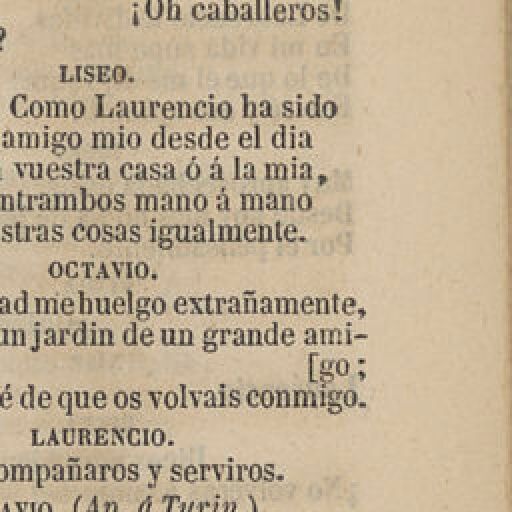 ¡Oh caballeros!
?
LISEO.
Como Laurencio ha sido
amigo mio desde el dia
vuestra casa ó á la mia,
ntrambos mano á mano
stras cosas igualmente.
OCTAVIO.
ad me huelgo extrañamente,
un jardin de un grande ami-
[go;
é de que os volvais conmigo.
LAURENCIO.
ompañaros y serviros.
AVIO. (Ap. á Turin.)